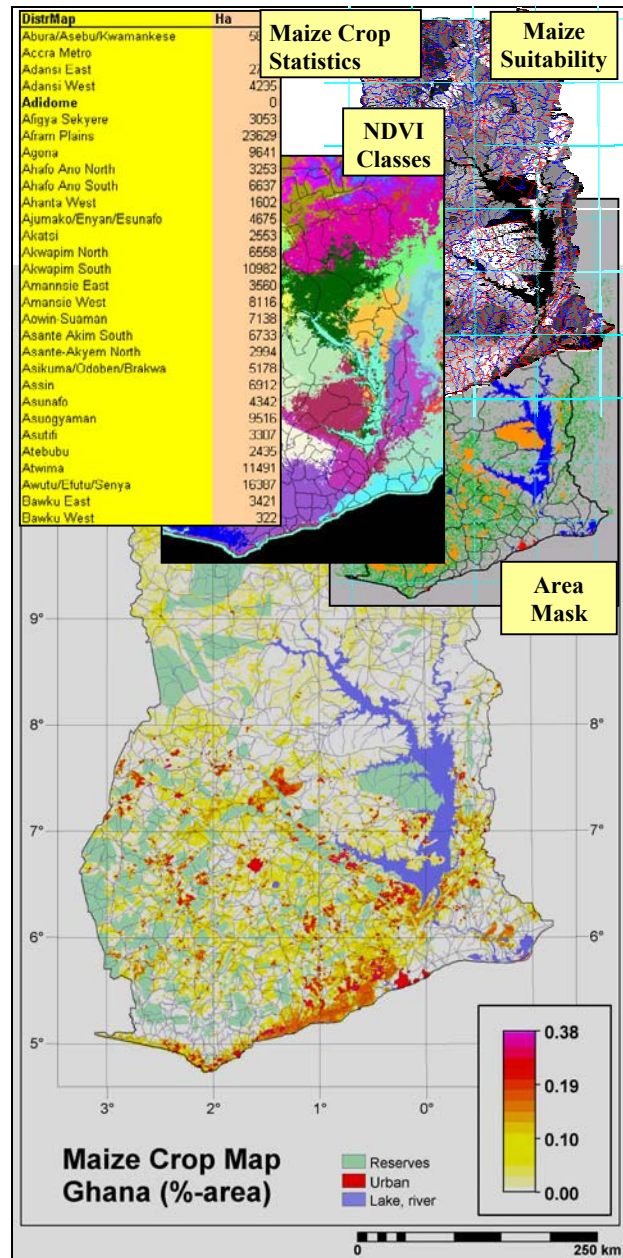 DistrMap Ha
Abura/Asebu/Kwamankese
Accra Metro
Adansi East
Adansi West 4235
Adidome 0
Afigya Sekyere 3053
Afram Plains 23629
Agona 9641
Ahafo Ano North 3253
Ahafo Ano South 6637
Ahanta West 1602
Ajumako/Enyan/Esunafo 4675
Akatsi 2553
Akwapim North 6558
Akwapim South 10982
Amannsie East 3560
Amansie West 8116
Aowin-Suaman 7138
Asante Akim South 6733
Asante-Akyem North 2994
Asikuma/Odoben/Brakwa 5178
Assin 6912
Asunafo 4342
Asuogyaman 9516
Asutifi 3307
Atebubu 2435
Atwima 11491
Awutu/Efutu/Senya 16387
Bawku East 3421
Bawku West 322
Maize Crop
Statistics
Maize
Suitability
NDVI
Classes
Area
Mask
9°
8°
7° 7°
6° 6°
5°
3° 2° 1° 0°
0.38
0.19
0.10
0.00
Maize Crop Map
Ghana (%-area)
Reserves
Urban
Lake, river
0 250 km